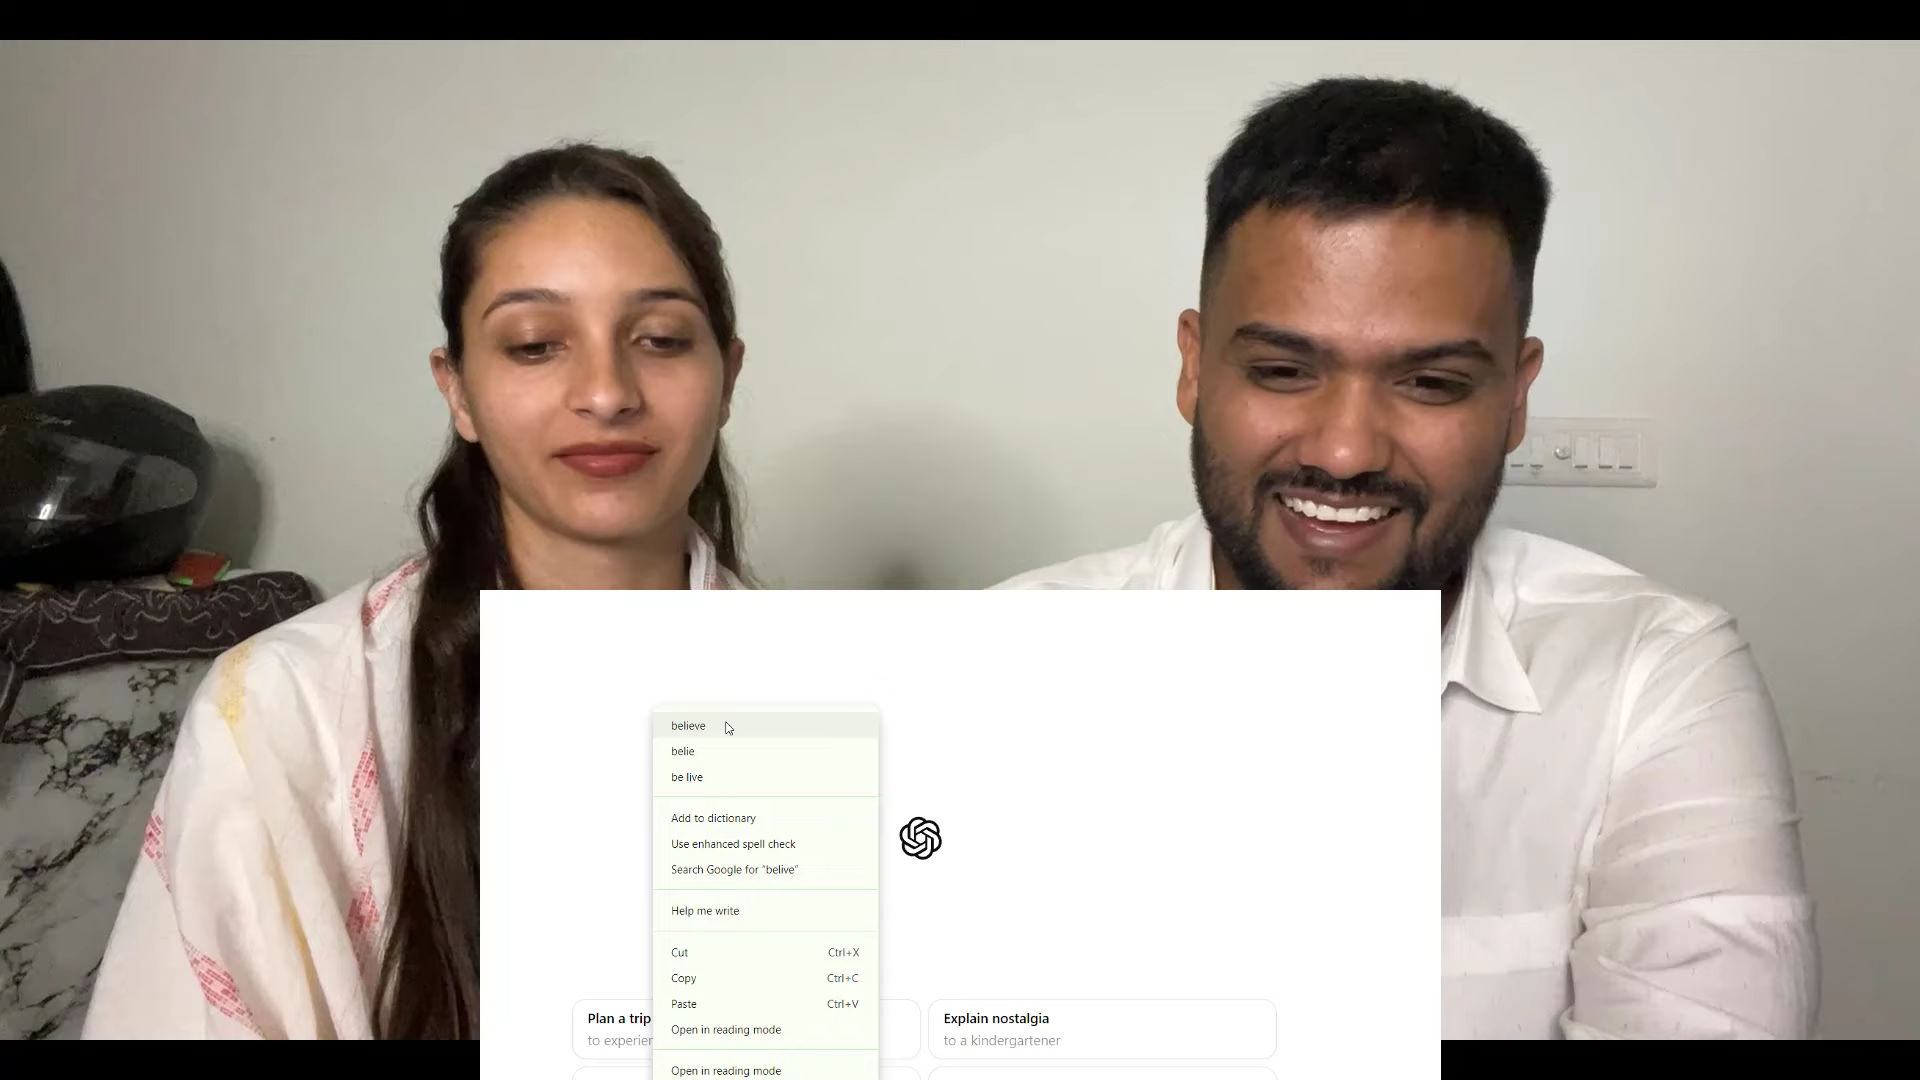 believe
belie
be live
Add to dictionary
Use enhanced spell check
Search Google for "belive"
Help me write
Cut Ctrl+X
Copy Ctrl+C
Paste Ctrl+V
Open in reading mode
Plan a trip
to experien
Explain nostalgia
to a kindergartener
Open in reading mode